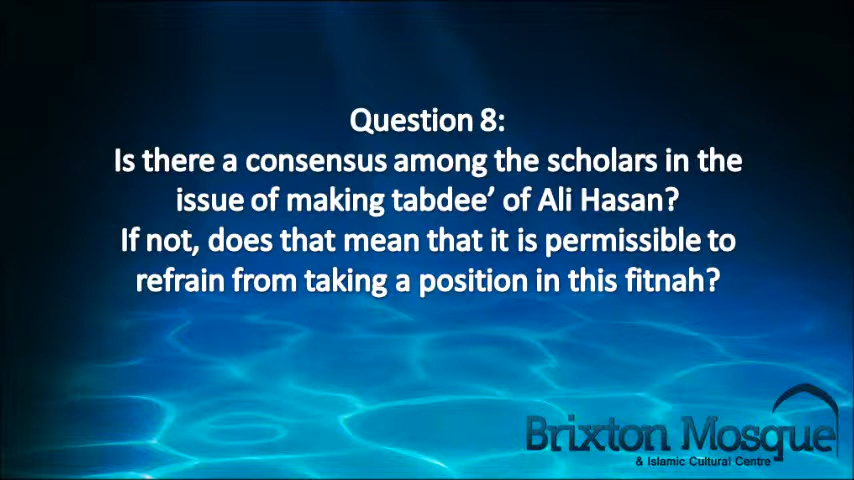 Question 8:
Is there a consensus among the scholars in the
issue of making tabdee’ of Ali Hasan?
If not, does that mean that it is permissible to
refrain from taking a position in this fitnah?
Brixton Mosque
& Islamic Cultural Centre